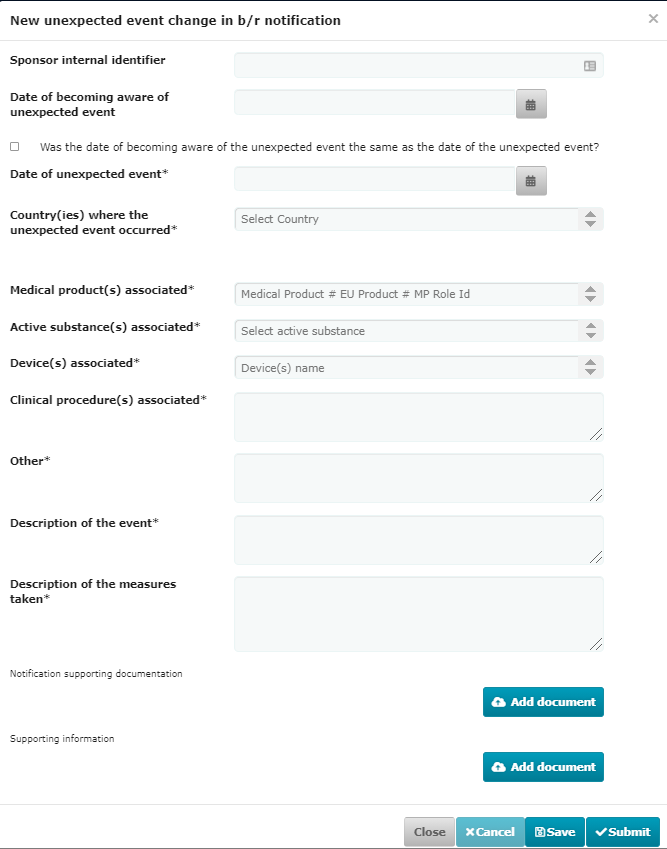 New unexpected event change in b/r notification
×
Sponsor internal identifier
Date of becoming aware of
unexpected event
Was the date of becoming aware of the unexpected event the same as the date of the unexpected event?
Date of unexpected event*
Country(ies) where the
unexpected event occurred*
Select Country
Medical product(s) associated*
Medical Product # EU Product # MP Role Id
Active substance(s) associated*
Select active substance
Device(s) associated*
Device(s) name
Clinical procedure(s) associated*
Other*
Description of the event*
Description of the measures
taken*
Notification supporting documentation
Add document
Supporting information
Add document
Close
Cancel
Save
Submit